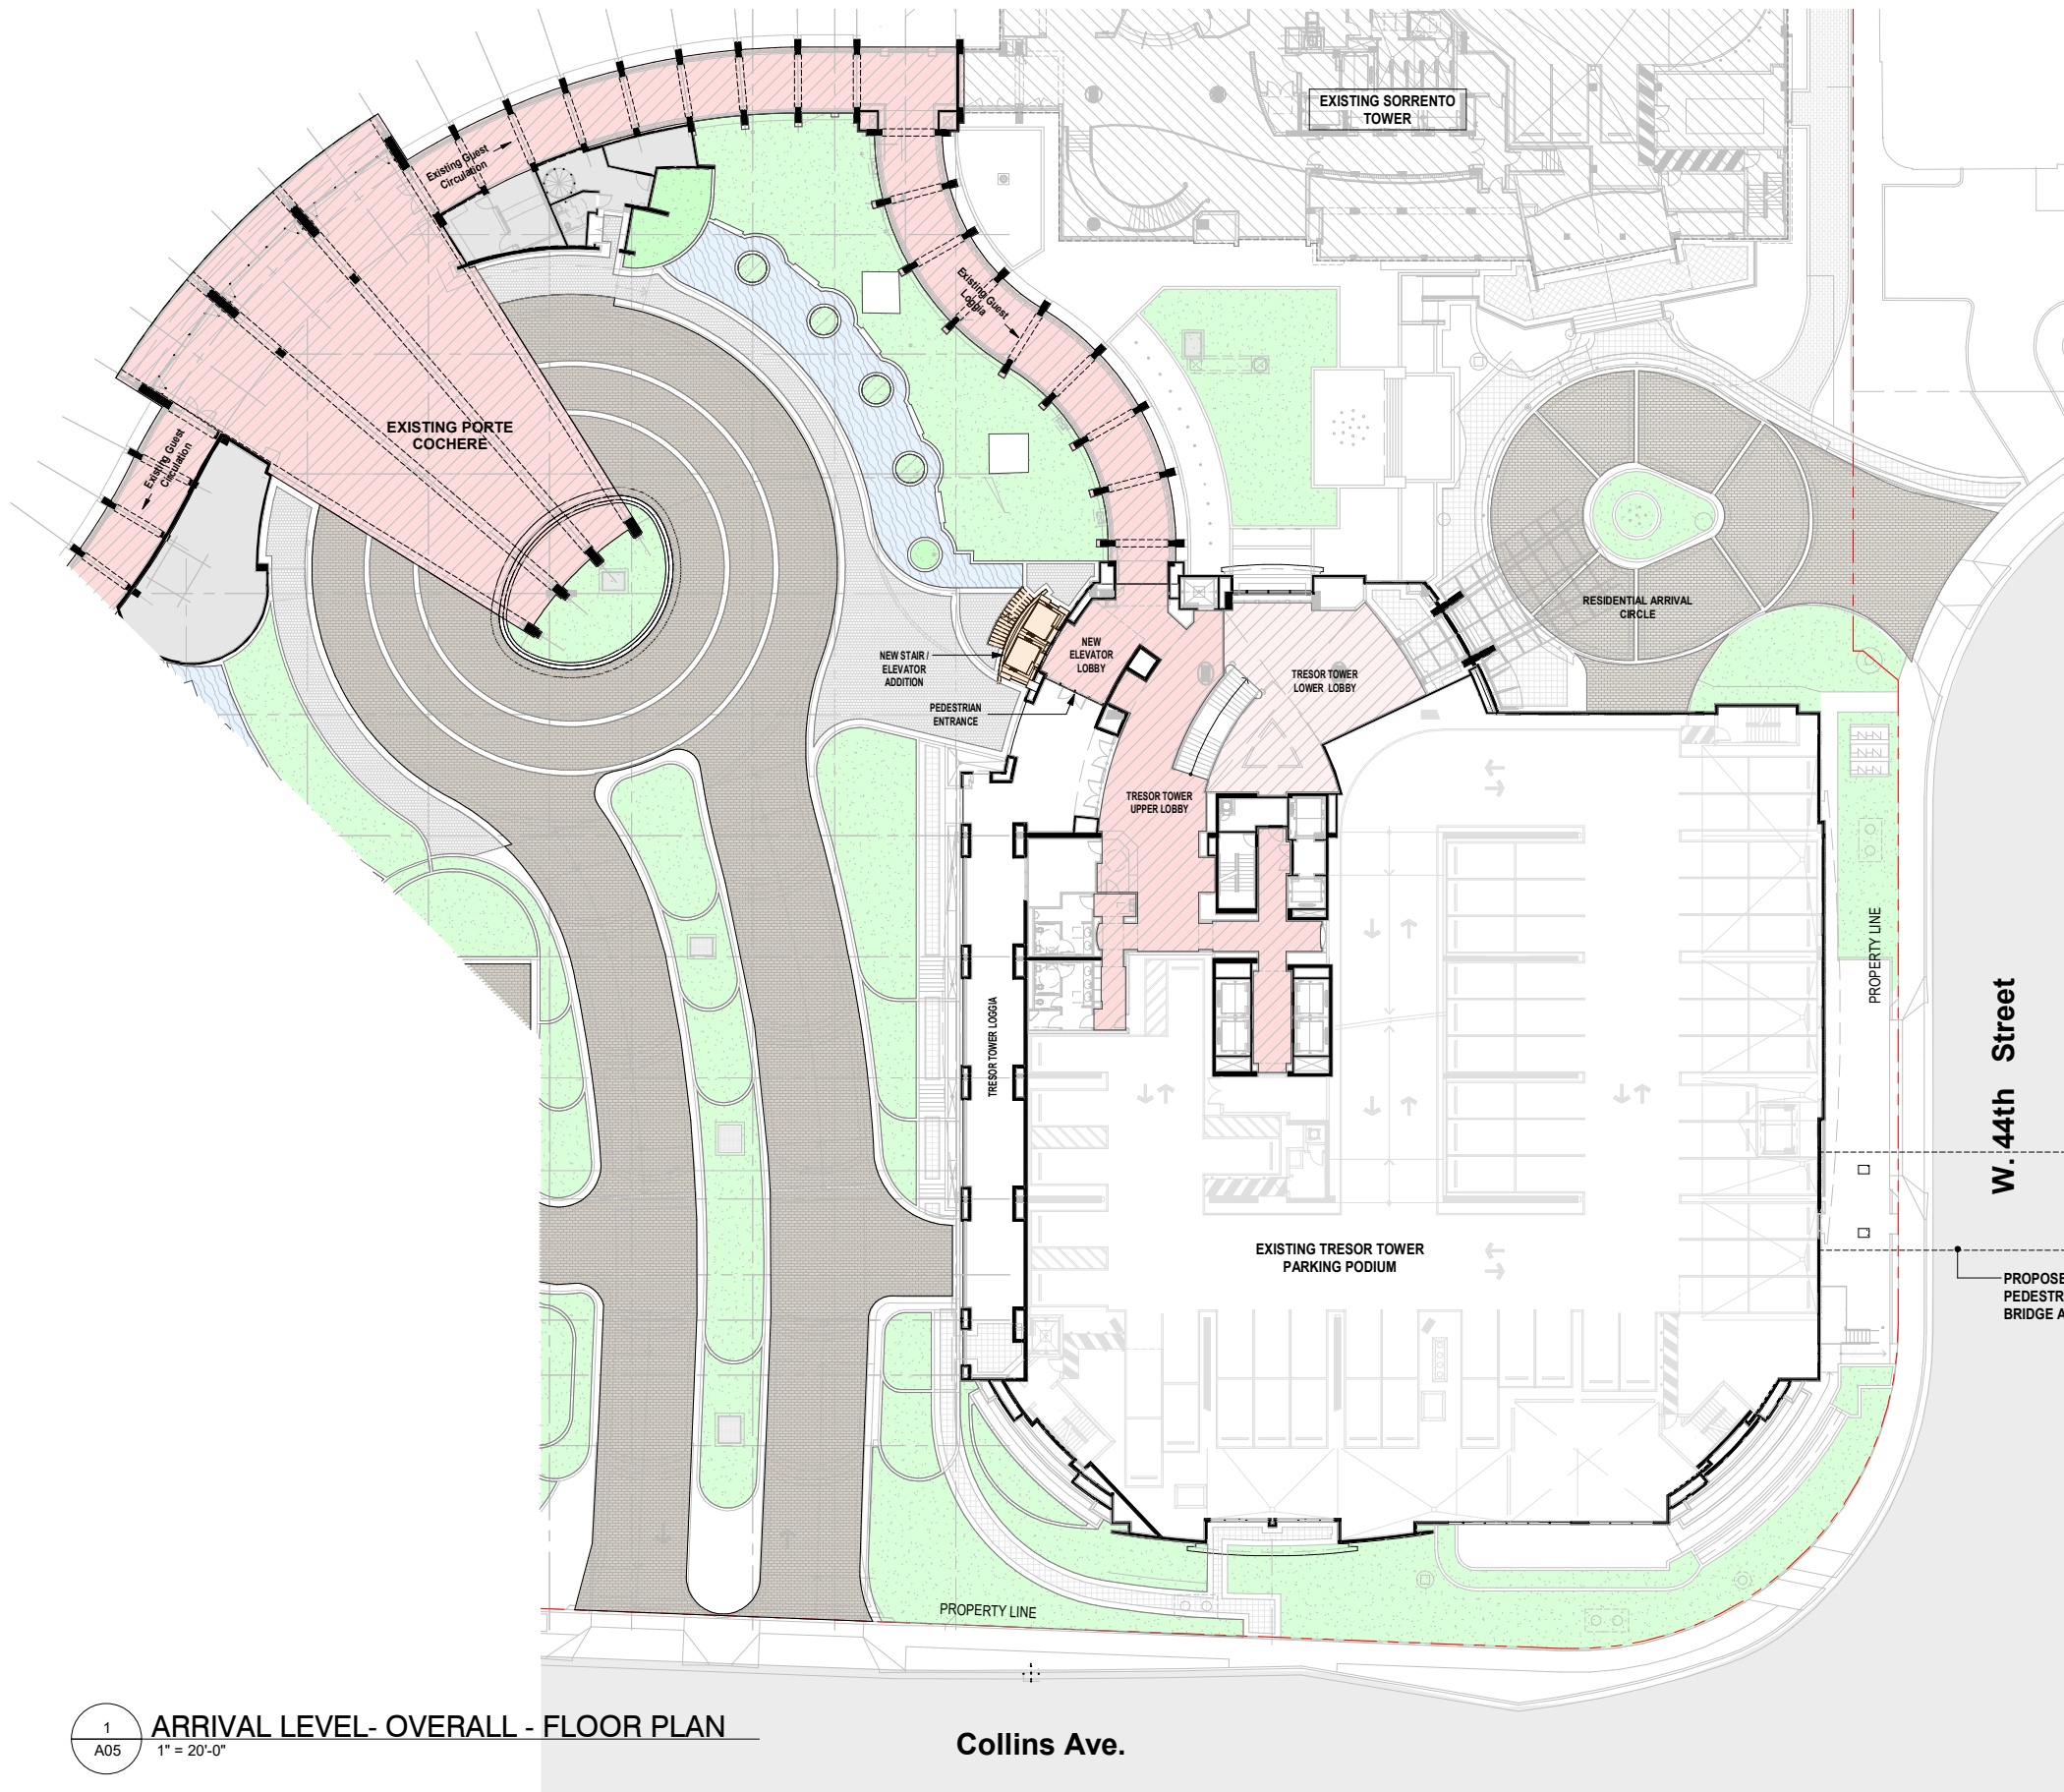 EXISTING SORRENTO
TOWER
Existing Guest
Circulation
Existing Guest
Loggia
EXISTING PORTE
COCHERE
Existing Guest
Circulation
RESIDENTIAL ARRIVAL
CIRCLE
NEW
ELEVATOR
LOBBY
NEW STAIR /
ELEVATOR
ADDITION
TRESOR TOWER
LOWER LOBBY
PEDESTRIAN
ENTRANCE
TRESOR TOWER
UPPER LOBBY
PROPERTY LINE
W. 44th Street
TRESOR TOWER LOGGIA
EXISTING TRESOR TOWER
PARKING PODIUM
PROPOSE
PEDESTR
BRIDGE A
PROPERTY LINE
1
A05
ARRIVAL LEVEL- OVERALL - FLOOR PLAN
1" = 20'-0"
Collins Ave.